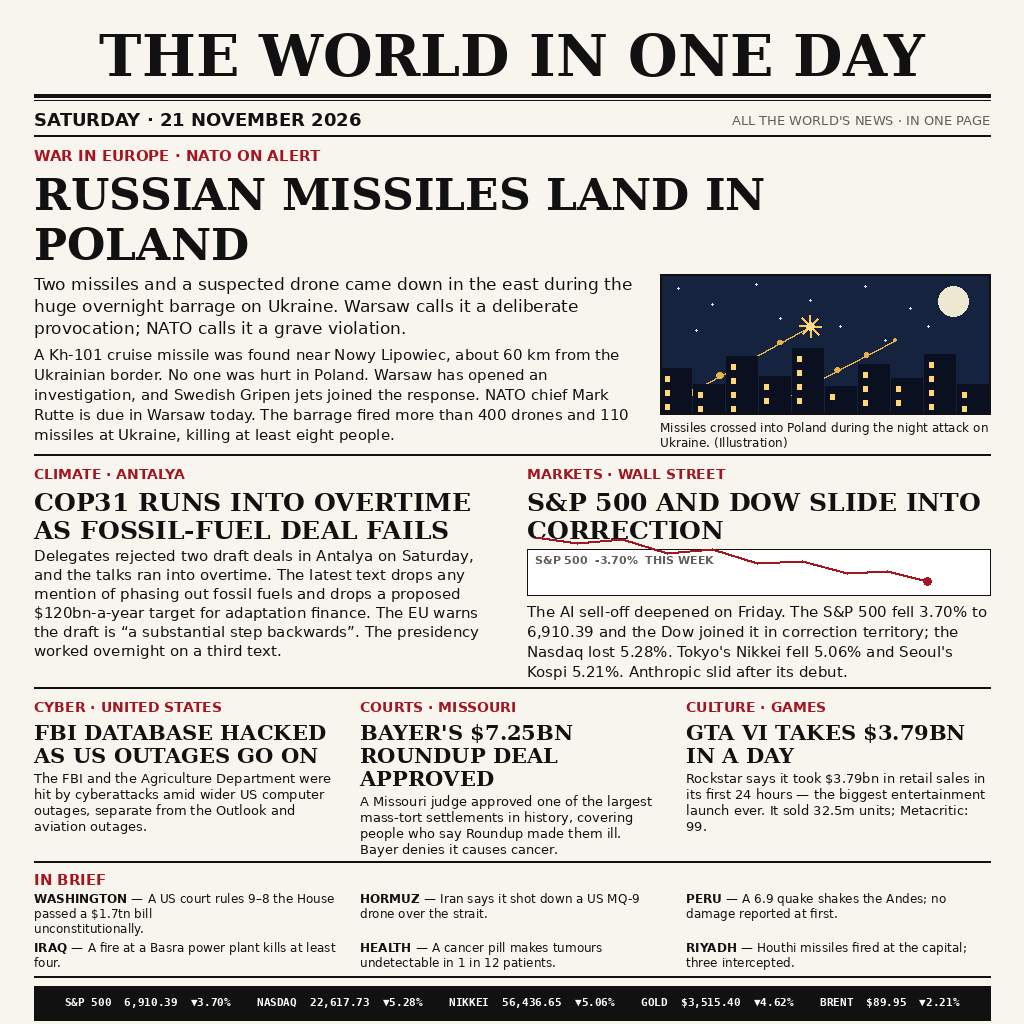 THE WORLD IN ONE DAY
SATURDAY · 21 NOVEMBER 2026
ALL THE WORLD'S NEWS · IN ONE PAGE
WAR IN EUROPE · NATO ON ALERT
RUSSIAN MISSILES LAND IN
POLAND
Two missiles and a suspected drone came down in the east during the
huge overnight barrage on Ukraine. Warsaw calls it a deliberate
provocation; NATO calls it a grave violation.
A Kh-101 cruise missile was found near Nowy Lipowiec, about 60 km from the
Ukrainian border. No one was hurt in Poland. Warsaw has opened an
investigation, and Swedish Gripen jets joined the response. NATO chief Mark
Rutte is due in Warsaw today. The barrage fired more than 400 drones and 110
missiles at Ukraine, killing at least eight people.
Missiles crossed into Poland during the night attack on
Ukraine. (Illustration)
CLIMATE · ANTALYA
COP31 RUNS INTO OVERTIME
AS FOSSIL-FUEL DEAL FAILS
Delegates rejected two draft deals in Antalya on Saturday,
and the talks ran into overtime. The latest text drops any
mention of phasing out fossil fuels and drops a proposed
$120bn-a-year target for adaptation finance. The EU warns
the draft is “a substantial step backwards”. The presidency
worked overnight on a third text.
MARKETS · WALL STREET
S&P 500 AND DOW SLIDE INTO
CORRECTION
S&P 500 -3.70% THIS WEEK
The AI sell-off deepened on Friday. The S&P 500 fell 3.70% to
6,910.39 and the Dow joined it in correction territory; the
Nasdaq lost 5.28%. Tokyo's Nikkei fell 5.06% and Seoul's
Kospi 5.21%. Anthropic slid after its debut.
CYBER · UNITED STATES
FBI DATABASE HACKED
AS US OUTAGES GO ON
The FBI and the Agriculture Department were
hit by cyberattacks amid wider US computer
outages, separate from the Outlook and
aviation outages.
COURTS · MISSOURI
BAYER'S $7.25BN
ROUNDUP DEAL
APPROVED
A Missouri judge approved one of the largest
mass-tort settlements in history, covering
people who say Roundup made them ill.
Bayer denies it causes cancer.
CULTURE · GAMES
GTA VI TAKES $3.79BN
IN A DAY
Rockstar says it took $3.79bn in retail sales in
its first 24 hours — the biggest entertainment
launch ever. It sold 32.5m units; Metacritic:
99.
IN BRIEF
WASHINGTON — A US court rules 9–8 the House
passed a $1.7tn bill
unconstitutionally.
HORMUZ — Iran says it shot down a US MQ-9
drone over the strait.
PERU — A 6.9 quake shakes the Andes; no
damage reported at first.
IRAQ — A fire at a Basra power plant kills at least
four.
HEALTH — A cancer pill makes tumours
undetectable in 1 in 12 patients.
RIYADH — Houthi missiles fired at the capital;
three intercepted.
S&P 500 6,910.39 ▼3.70% NASDAQ 22,617.73 ▼5.28% NIKKEI 56,436.65 ▼5.06% GOLD $3,515.40 ▼4.62% BRENT $89.95 ▼2.21%